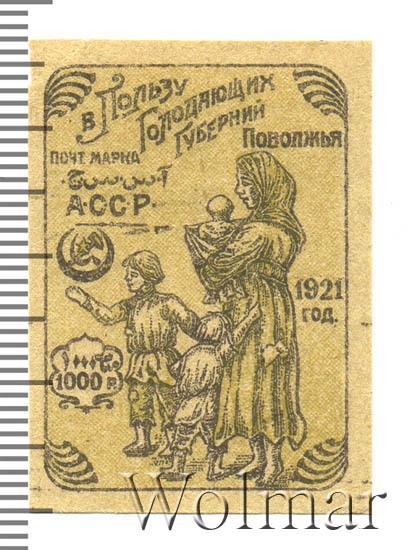 В Пользу
Голодающих
Губерний
Поволжья
ПОЧТ. МАРКА
А·С·С·Р·
1921
ГОД.
1000 р.
Wolmar